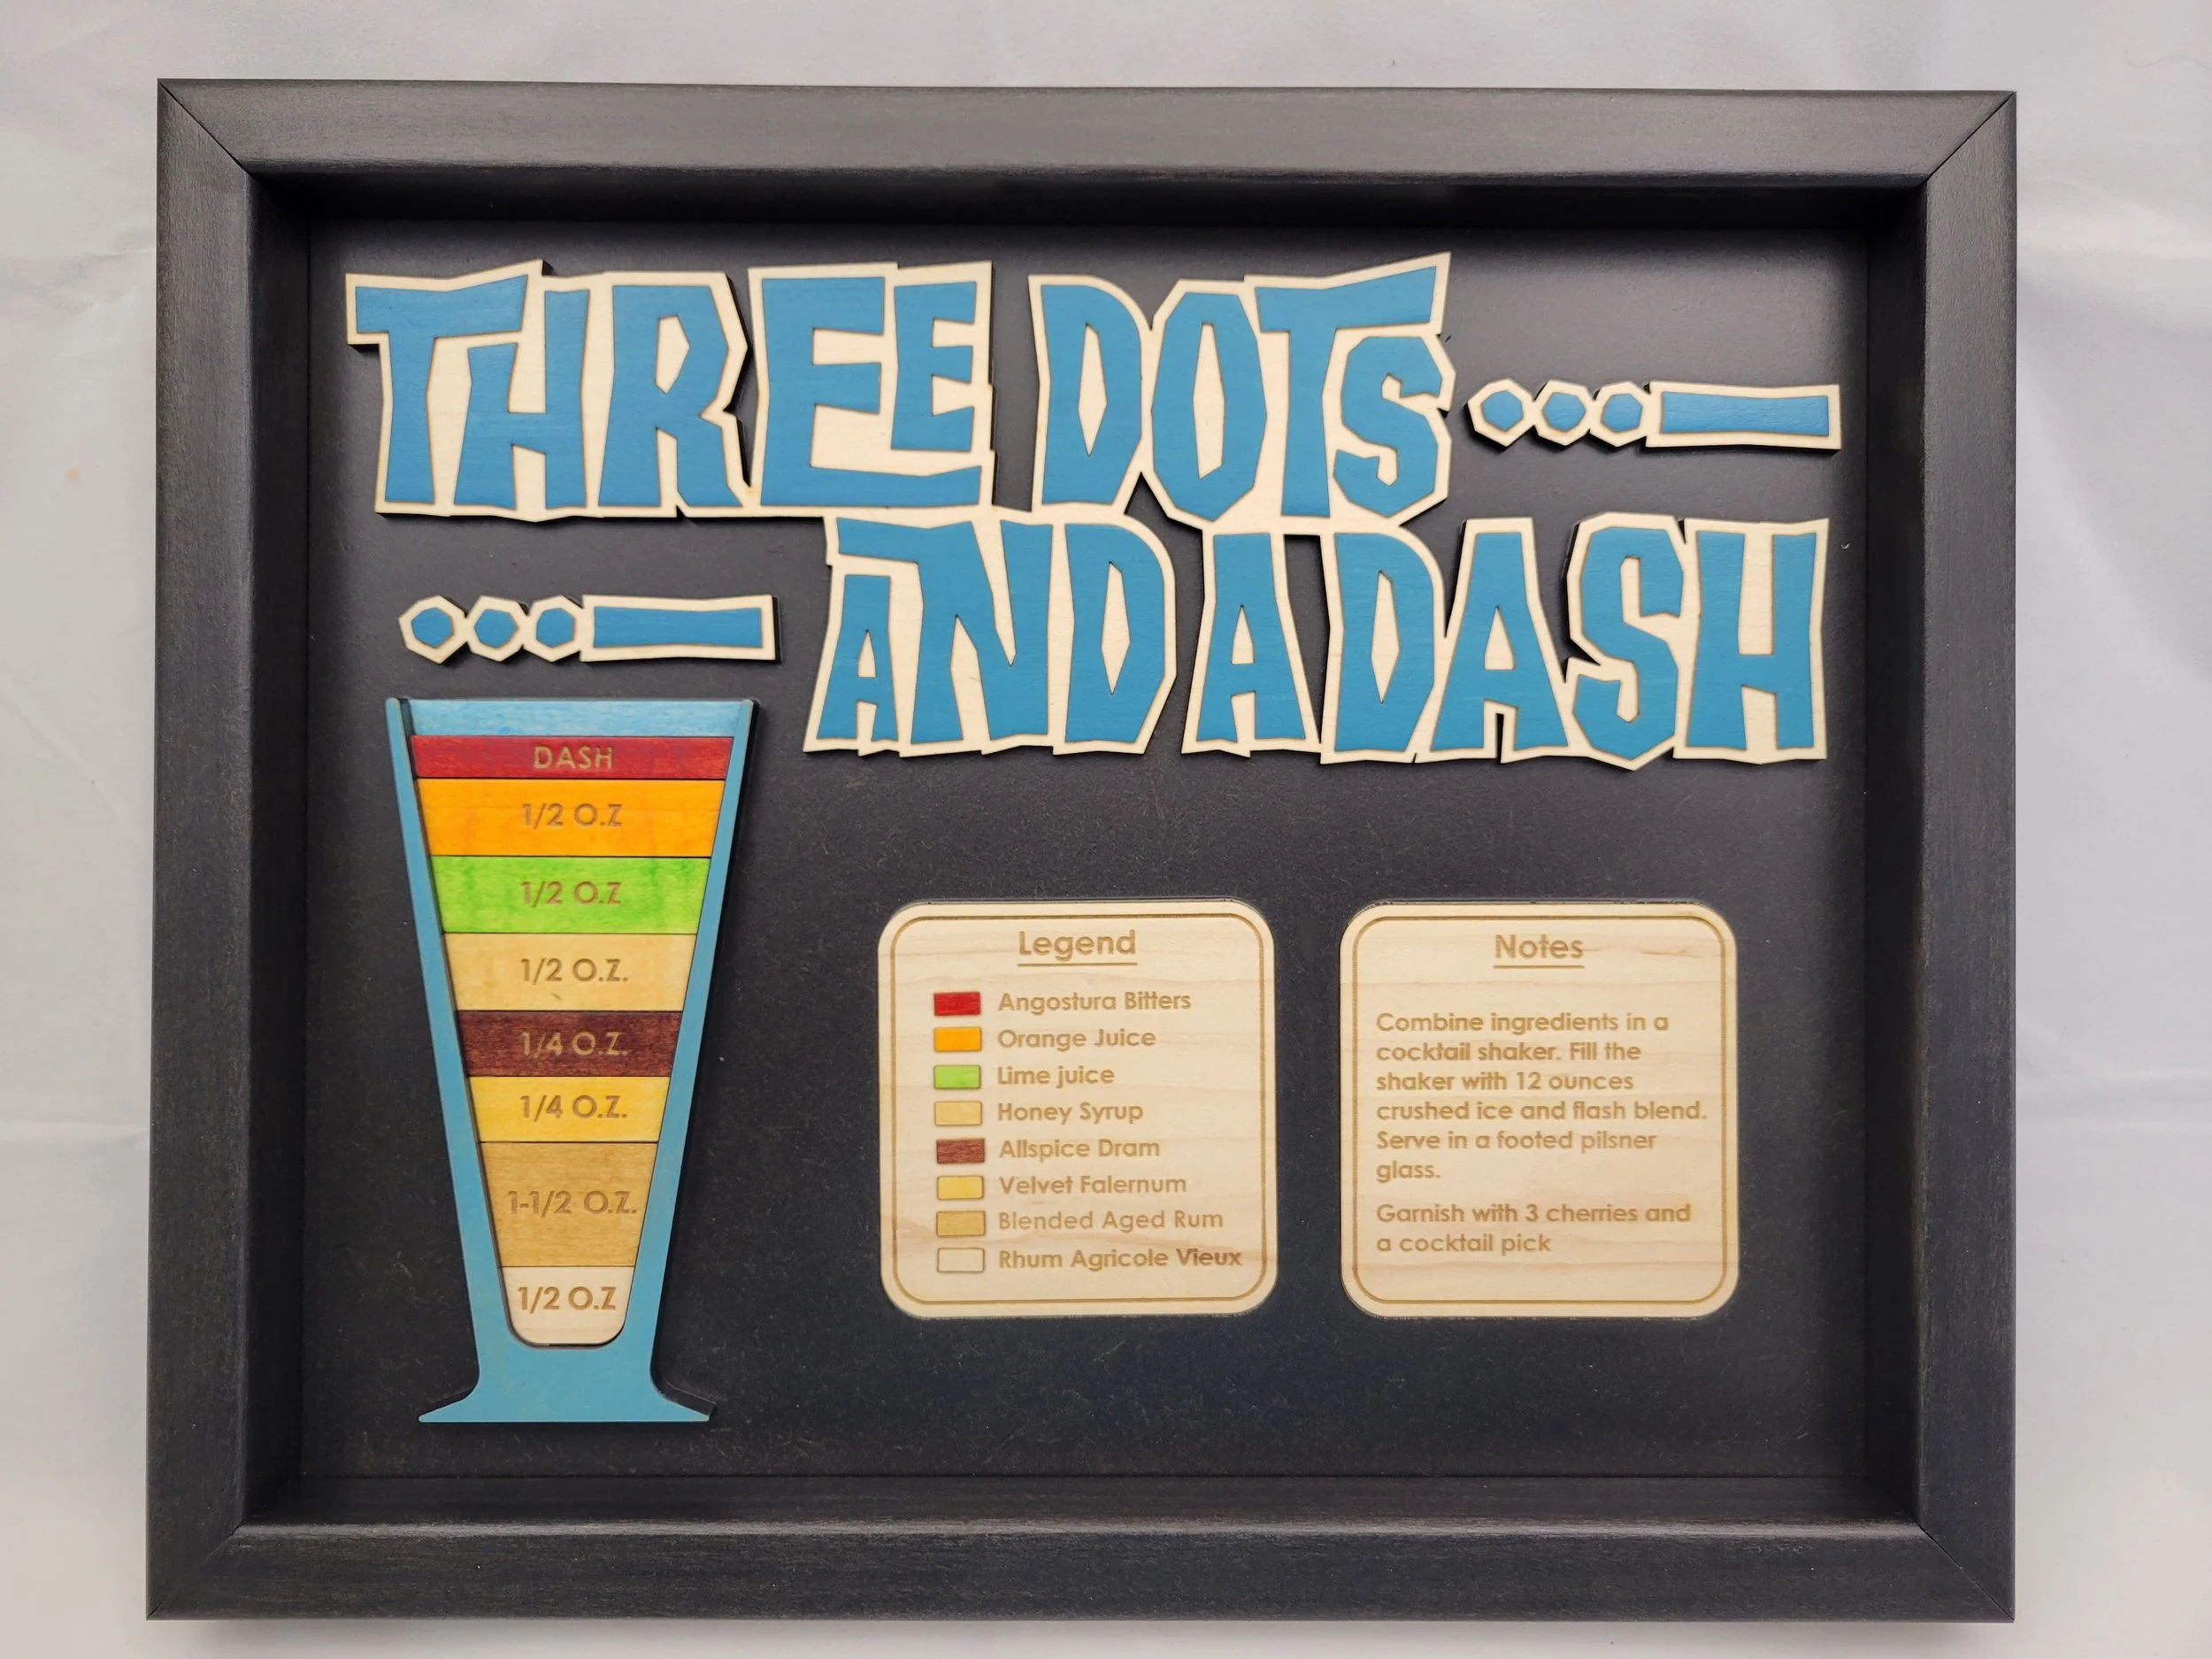 THREE DOTS
AND A DASH
DASH
1/2 O.Z
1/2 O.Z
1/2 O.Z.
1/4 O.Z.
1/4 O.Z.
1-1/2 O.Z.
1/2 O.Z
Legend
Angostura Bitters
Orange Juice
Lime juice
Honey Syrup
Allspice Dram
Velvet Falernum
Blended Aged Rum
Rhum Agricole Vieux
Notes
Combine ingredients in a
cocktail shaker. Fill the
shaker with 12 ounces
crushed ice and flash blend.
Serve in a footed pilsner
glass.
Garnish with 3 cherries and
a cocktail pick